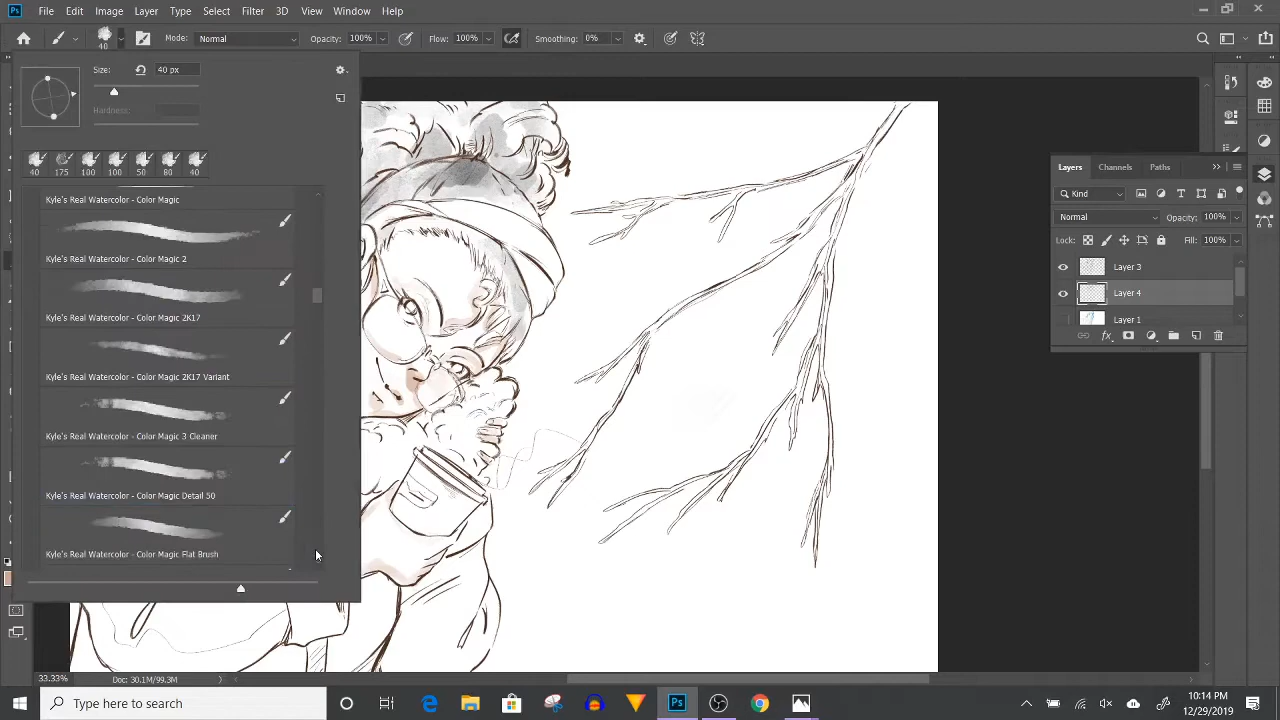 Ps File Edit Image Layer Type Select Filter 3D View Window Help
40 Mode: Normal Opacity: 100% Flow: 100% Smoothing: 0%
Size: 40 px
Hardness:
40 175 100 100 50 80 40
Kyle's Real Watercolor - Color Magic
Kyle's Real Watercolor - Color Magic 2
Kyle's Real Watercolor - Color Magic 2K17
Kyle's Real Watercolor - Color Magic 2K17 Variant
Kyle's Real Watercolor - Color Magic 3 Cleaner
Kyle's Real Watercolor - Color Magic Detail 50
Kyle's Real Watercolor - Color Magic Flat Brush
Layers Channels Paths
Kind
Normal Opacity: 100%
Lock: Fill: 100%
Layer 3
Layer 4
Layer 1
fx
33.33% Doc: 30.1M/99.3M
Type here to search
Ps
10:14 PM
12/29/2019